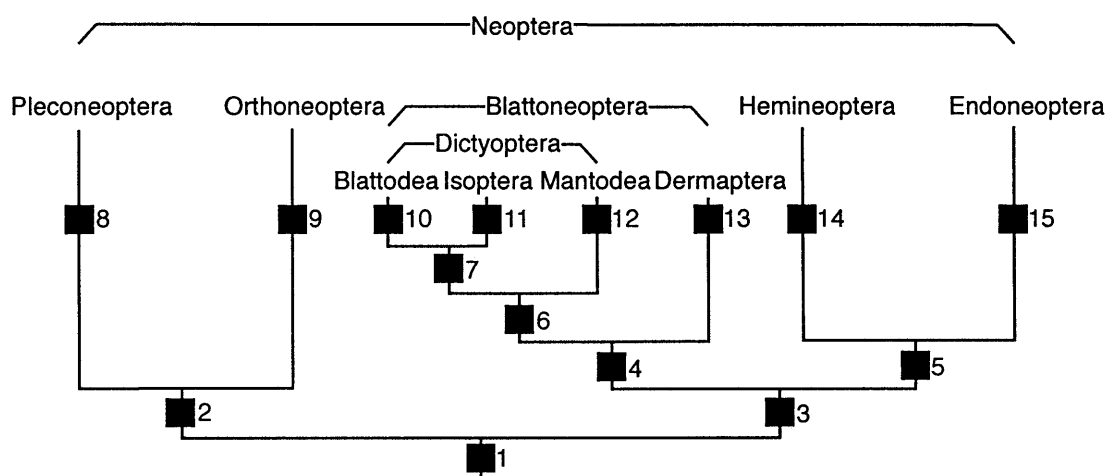 Neoptera
Pleconeoptera Orthoneoptera Blattoneoptera Hemineoptera Endoneoptera
Dictyoptera
Blattodea Isoptera Mantodea Dermaptera
8 9 10 11 12 13 14 15
7
6
4 5
2 3
1